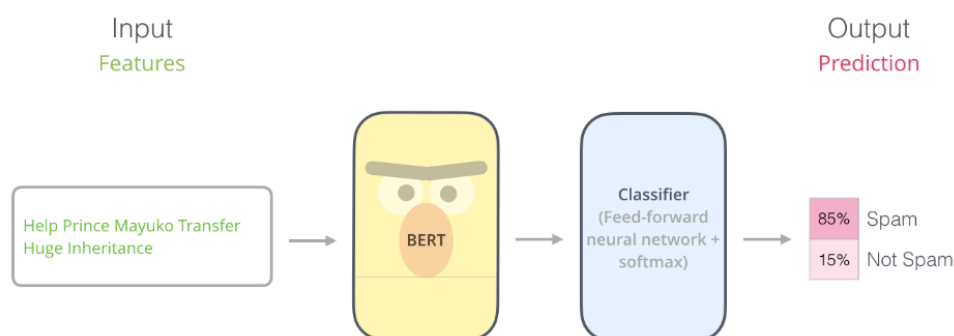 Input
Features
Output
Prediction
Help Prince Mayuko Transfer
Huge Inheritance
BERT
Classifier
(Feed-forward
neural network +
softmax)
85% Spam
15% Not Spam